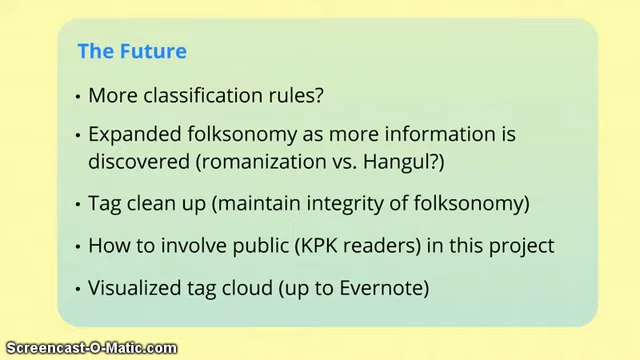 The Future
• More classification rules?
• Expanded folksonomy as more information is
discovered (romanization vs. Hangul?)
• Tag clean up (maintain integrity of folksonomy)
• How to involve public (KPK readers) in this project
• Visualized tag cloud (up to Evernote)
Screencast-O-Matic.com